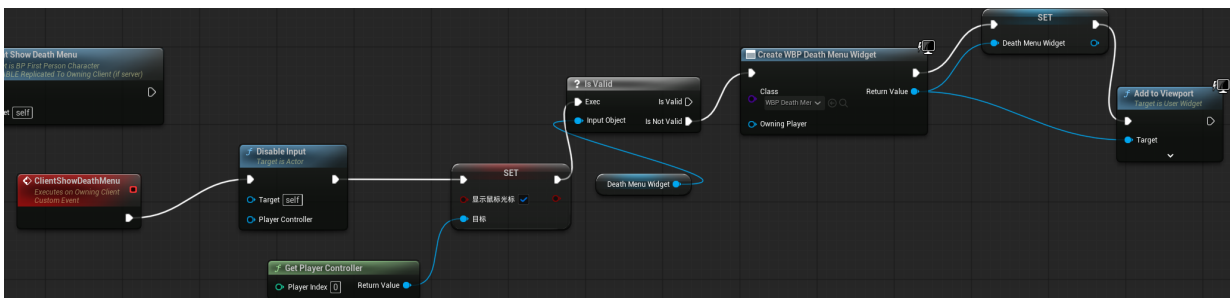 nt Show Death Menu
et is BP First Person Character
ABLE Replicated To Owning Client (if server)
et self
ClientShowDeathMenu
Executes on Owning Client
Custom Event
f Disable Input
Target is Actor
Target self
Player Controller
f Get Player Controller
Player Index 0 Return Value
SET
显示鼠标光标
目标
? Is Valid
Exec Is Valid
Input Object Is Not Valid
Death Menu Widget
Create WBP Death Menu Widget
Class Return Value
WBP Death Mer
Owning Player
SET
Death Menu Widget
f Add to Viewport
Target is User Widget
Target